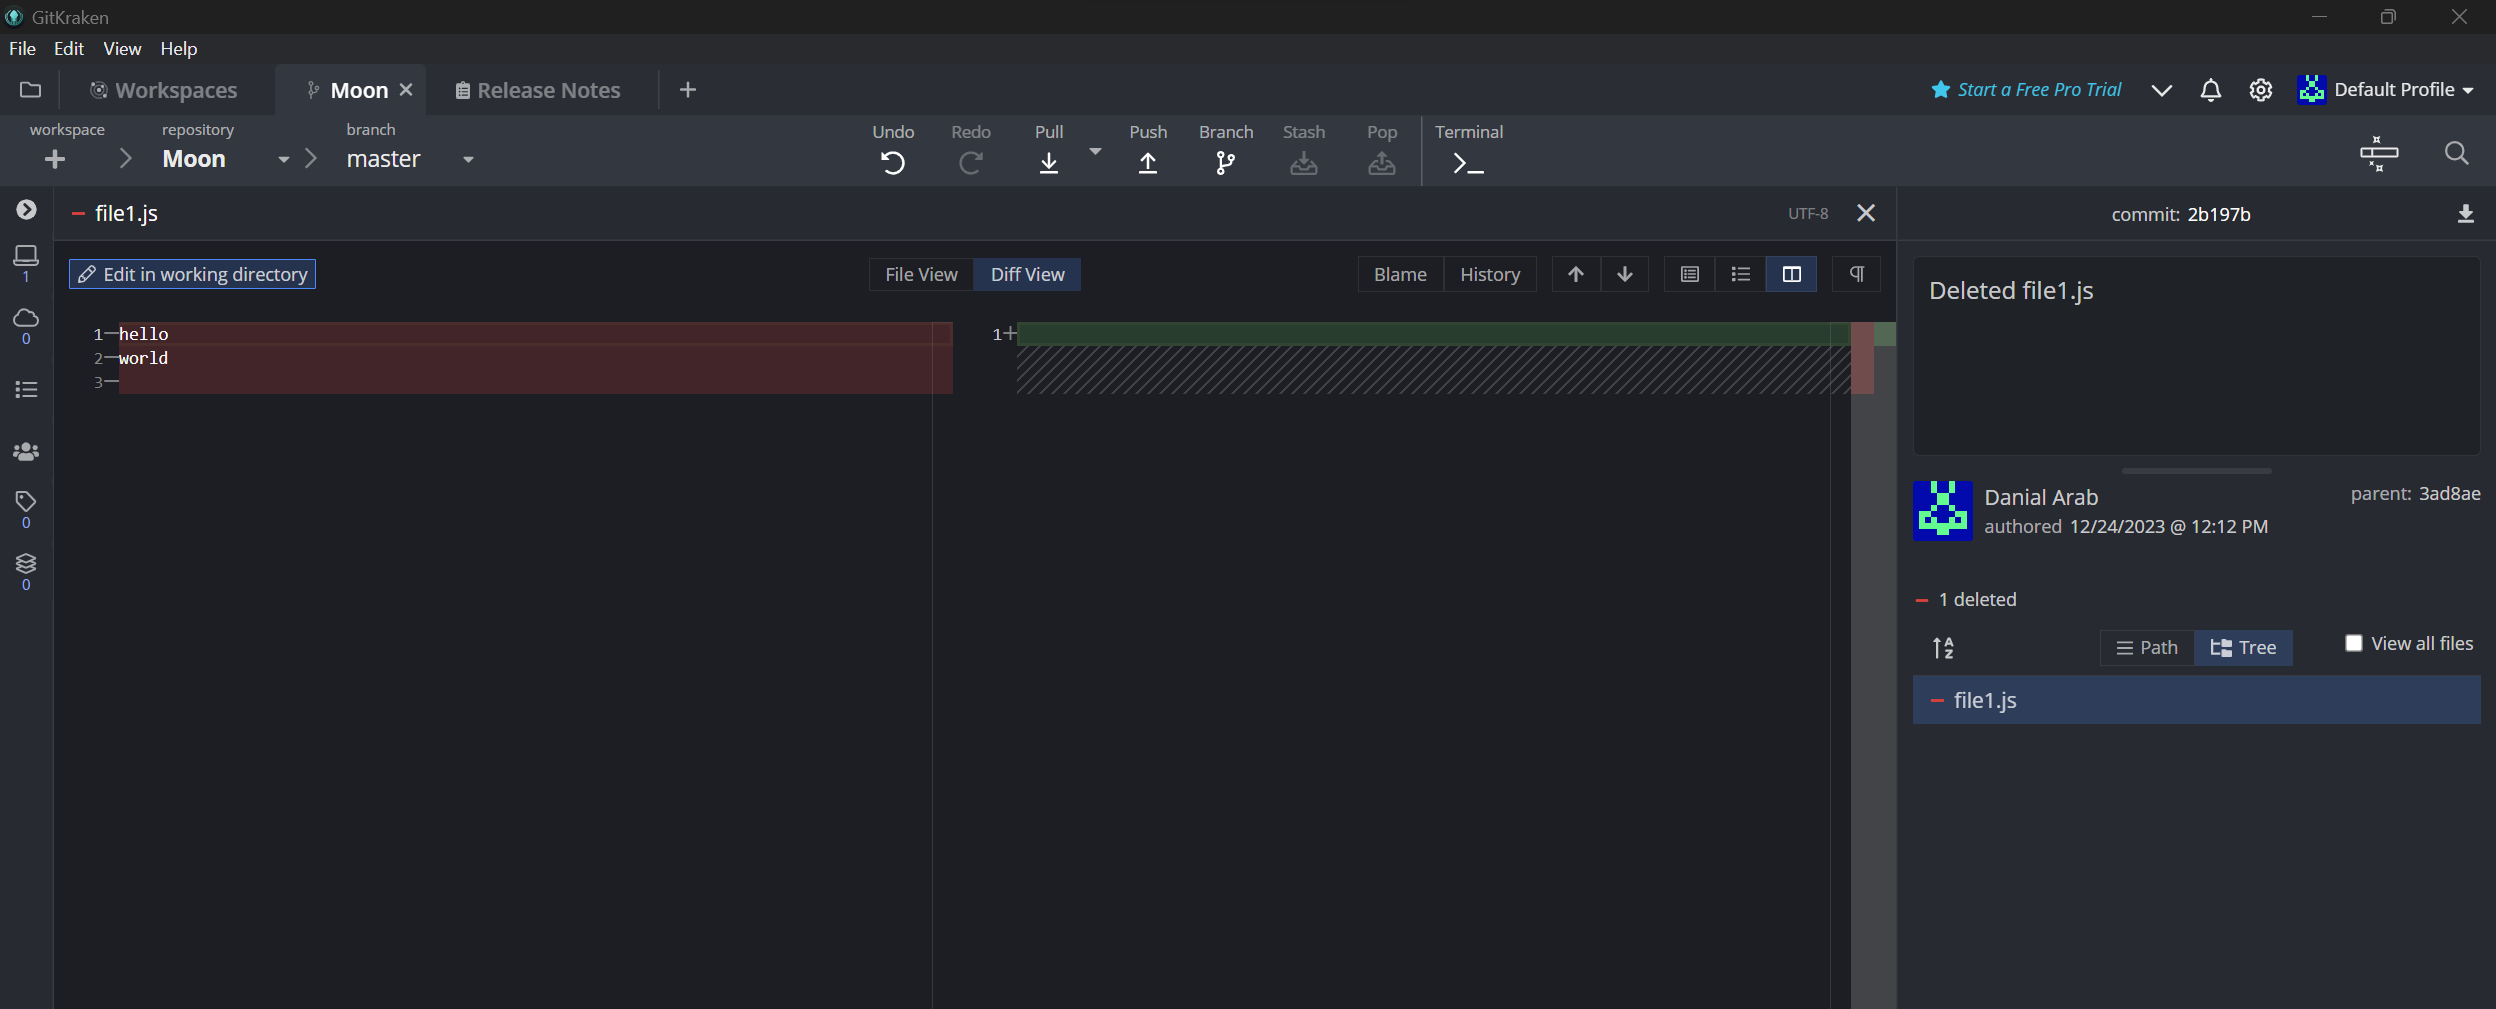 GitKraken
File Edit View Help
Workspaces Moon Release Notes Start a Free Pro Trial Default Profile
workspace repository branch
Moon master
Undo Redo Pull Push Branch Stash Pop Terminal
file1.js UTF-8
commit: 2b197b
1
0
0
0
Edit in working directory File View Diff View Blame History
1 hello
2 world
3
1
Deleted file1.js
Danial Arab parent: 3ad8ae
authored 12/24/2023 @ 12:12 PM
1 deleted
Path Tree View all files
file1.js